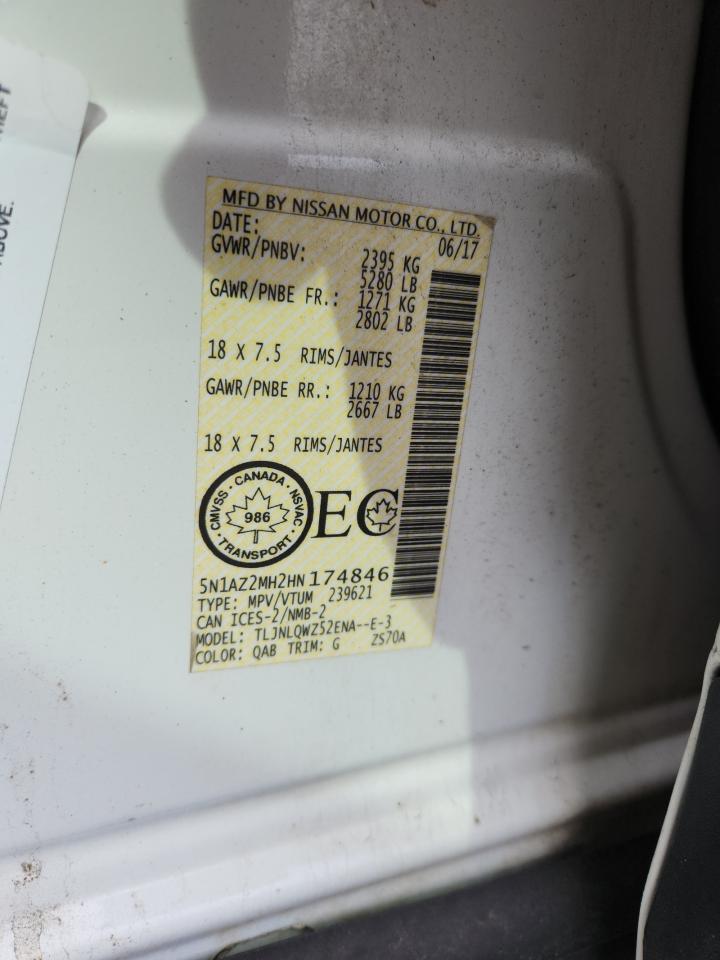 HEFT
ABOVE.
MFD BY NISSAN MOTOR CO., LTD.
DATE: 06/17
GVWR/PNBV: 2395 KG
5280 LB
GAWR/PNBE FR.: 1271 KG
2802 LB
18 X 7.5 RIMS/JANTES
GAWR/PNBE RR.: 1210 KG
2667 LB
18 X 7.5 RIMS/JANTES
CMVSS · CANADA · NSVAC · TRANSPORT ·
986
EC
5N1AZ2MH2HN174846
TYPE: MPV/VTUM 239621
CAN ICES-2/NMB-2
MODEL: TLJNLQWZ52ENA--E-3
COLOR: QAB TRIM: G ZS70A